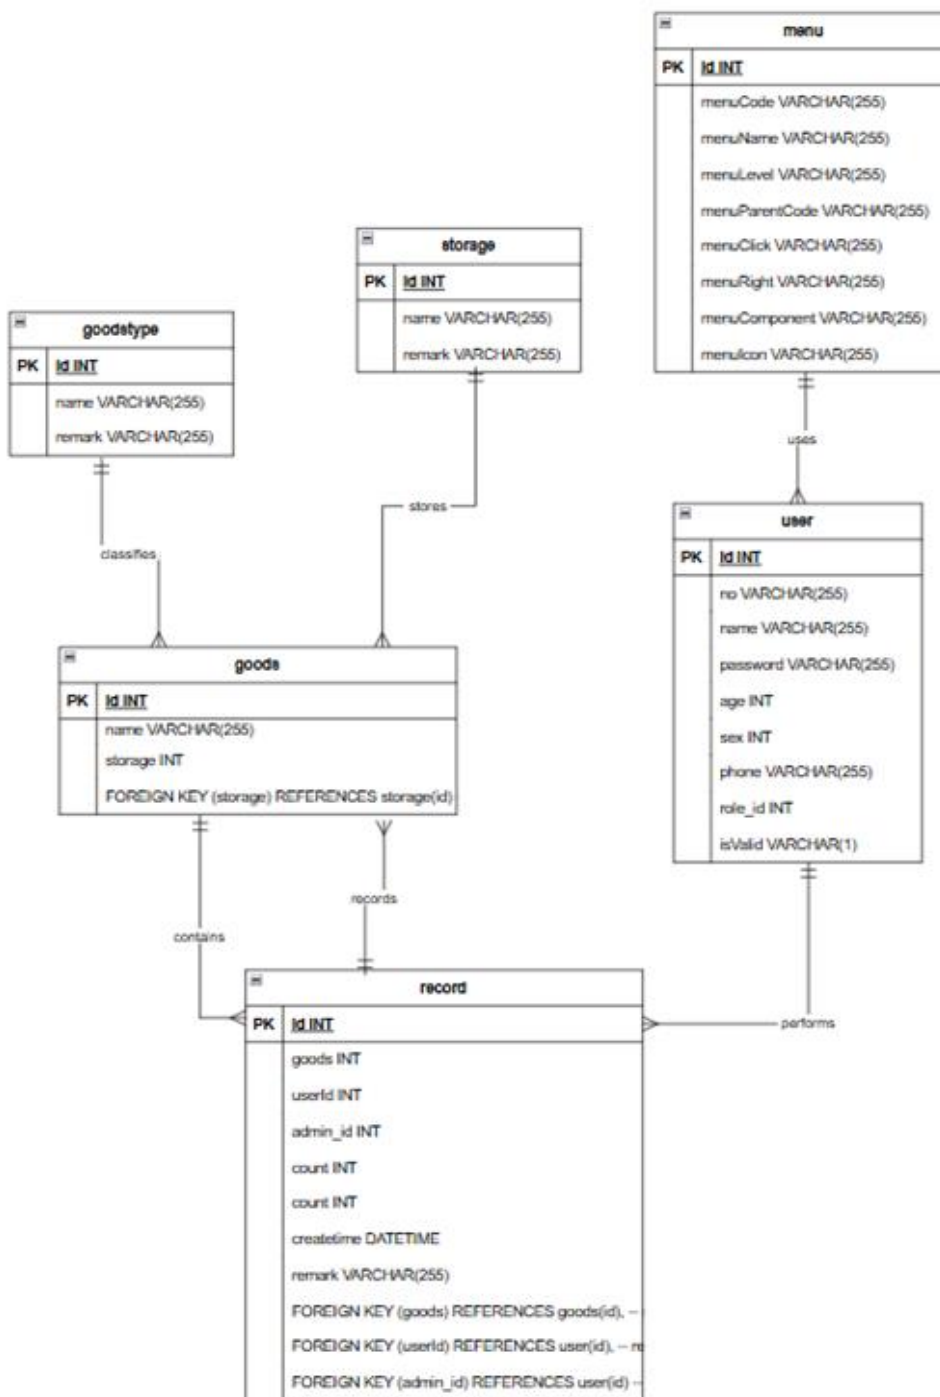 menu
PK Id INT
menuCode VARCHAR(255)
menuName VARCHAR(255)
menuLevel VARCHAR(255)
menuParentCode VARCHAR(255)
menuClick VARCHAR(255)
menuRight VARCHAR(255)
menuComponent VARCHAR(255)
menuIcon VARCHAR(255)
storage
PK Id INT
name VARCHAR(255)
remark VARCHAR(255)
goodstype
PK Id INT
name VARCHAR(255)
remark VARCHAR(255)
uses
stores
classifies
user
PK Id INT
no VARCHAR(255)
name VARCHAR(255)
password VARCHAR(255)
age INT
sex INT
phone VARCHAR(255)
role_id INT
isValid VARCHAR(1)
goods
PK Id INT
name VARCHAR(255)
storage INT
FOREIGN KEY (storage) REFERENCES storage(id)
records
contains
performs
record
PK Id INT
goods INT
userId INT
admin_id INT
count INT
count INT
createtime DATETIME
remark VARCHAR(255)
FOREIGN KEY (goods) REFERENCES goods(id), --
FOREIGN KEY (userId) REFERENCES user(id), -- re
FOREIGN KEY (admin_id) REFERENCES user(id) --